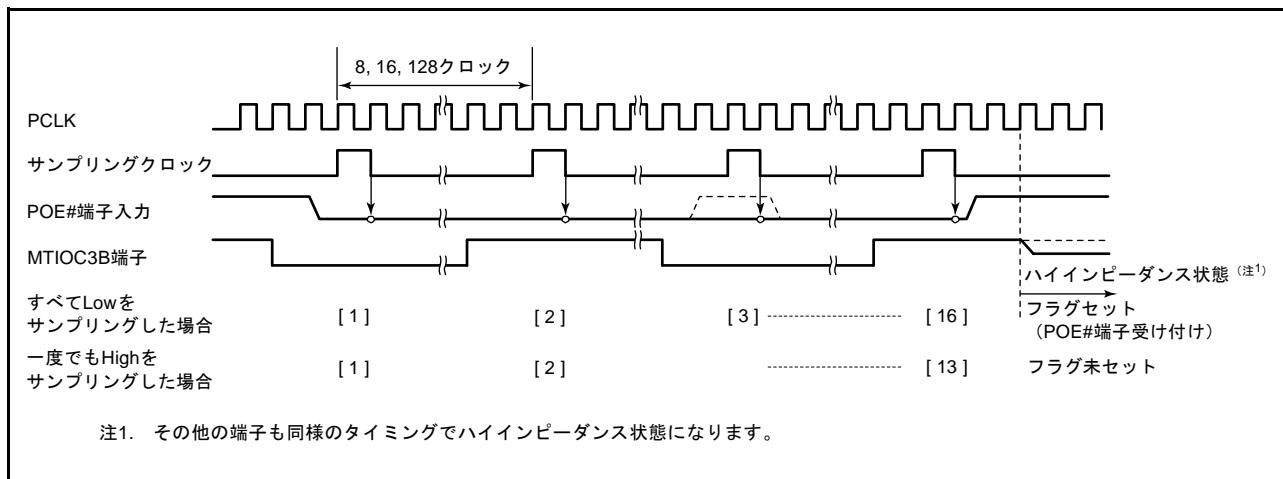 8, 16, 128クロック
PCLK
サンプリングクロック
POE#端子入力
MTIOC3B端子
ハイインピーダンス状態（注1）
すべてLowを
サンプリングした場合
[ 1 ]
[ 2 ]
[ 3 ]
[ 16 ]
フラグセット
（POE#端子受け付け）
一度でもHighを
サンプリングした場合
[ 1 ]
[ 2 ]
[ 13 ]
フラグ未セット
注1. その他の端子も同様のタイミングでハイインピーダンス状態になります。